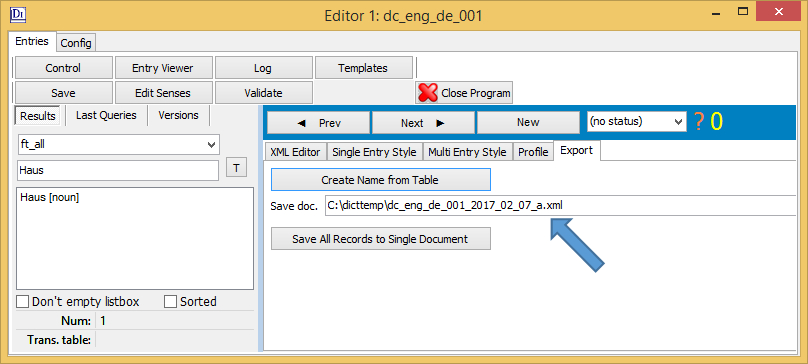 DI Editor 1: dc_eng_de_001
Entries Config
Control Entry Viewer Log Templates
Save Edit Senses Validate Close Program
Results Last Queries Versions
Prev Next New (no status) ? 0
ft_all
XML Editor Single Entry Style Multi Entry Style Profile Export
Haus T
Create Name from Table
Haus [noun]
Save doc. C:\dicttemp\dc_eng_de_001_2017_02_07_a.xml
Save All Records to Single Document
Don't empty listbox Sorted
Num: 1
Trans. table: